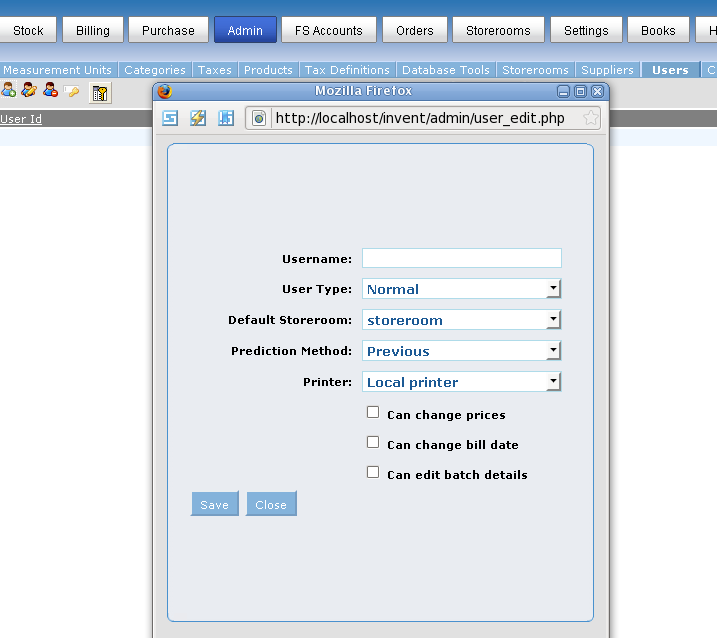 Stock Billing Purchase Admin FS Accounts Orders Storerooms Settings Books H
Measurement Units Categories Taxes Products Tax Definitions Database Tools Storerooms Suppliers Users C
User Id
Mozilla Firefox
http://localhost/invent/admin/user_edit.php
Username:
User Type: Normal
Default Storeroom: storeroom
Prediction Method: Previous
Printer: Local printer
Can change prices
Can change bill date
Can edit batch details
Save Close